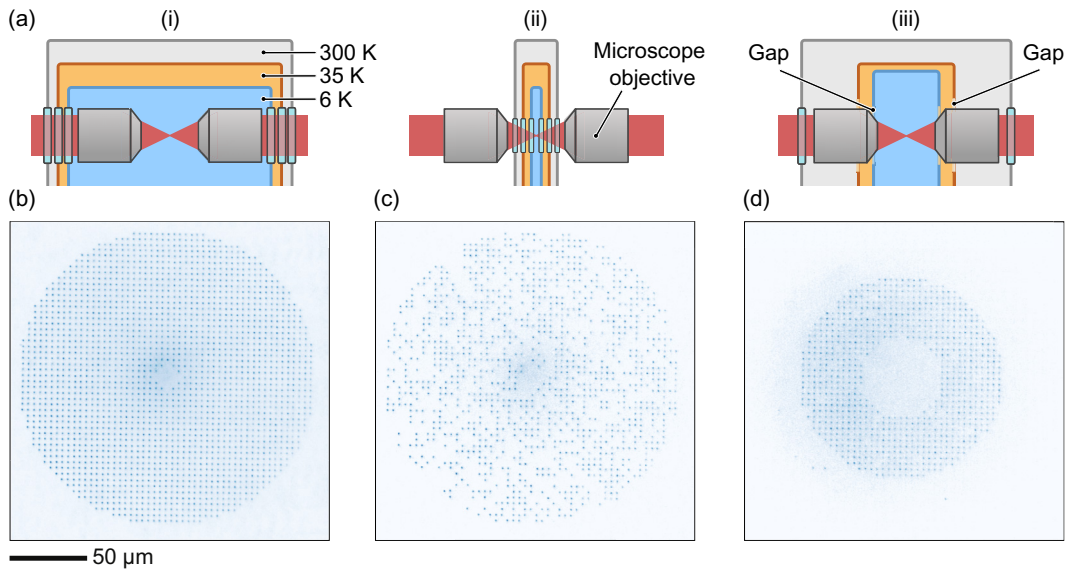 (a)
(i)
(ii)
(iii)
300 K
35 K
6 K
Microscope
objective
Gap
Gap
(b)
(c)
(d)
50 µm